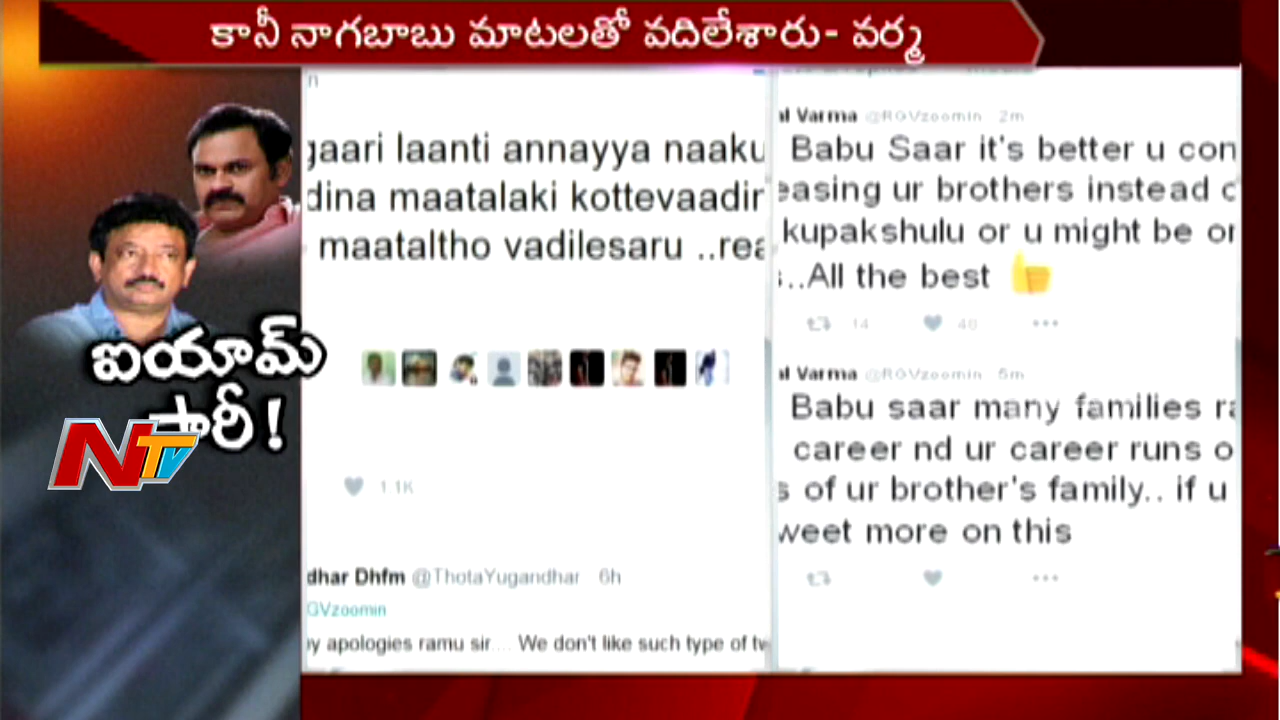 కానీ నాగబాబు మాటలతో వదిలేశారు- వర్మ
gaari laanti annayya naaku
dina maatalaki kottevaadin
maataltho vadilesaru ..rea
1.1K
dhar Dhfm @ThotaYugandhar 6h
GVzoomin
apologies ramu sir.... We don't like such type of tw
al Varma @RGVzoomin 2m
Babu Saar it's better u con
easing ur brothers instead o
kupakshulu or u might be or
..All the best
14 46
al Varma @RGVzoomin 5m
Babu saar many families ra
career nd ur career runs o
s of ur brother's family.. if u
weet more on this
ఐయామ్
సారీ!
NTV